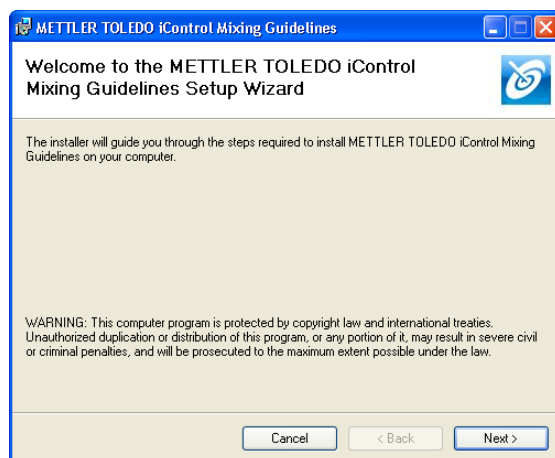 METTLER TOLEDO iControl Mixing Guidelines
Welcome to the METTLER TOLEDO iControl
Mixing Guidelines Setup Wizard
The installer will guide you through the steps required to install METTLER TOLEDO iControl Mixing
Guidelines on your computer.
WARNING: This computer program is protected by copyright law and international treaties.
Unauthorized duplication or distribution of this program, or any portion of it, may result in severe civil
or criminal penalties, and will be prosecuted to the maximum extent possible under the law.
Cancel
< Back
Next >